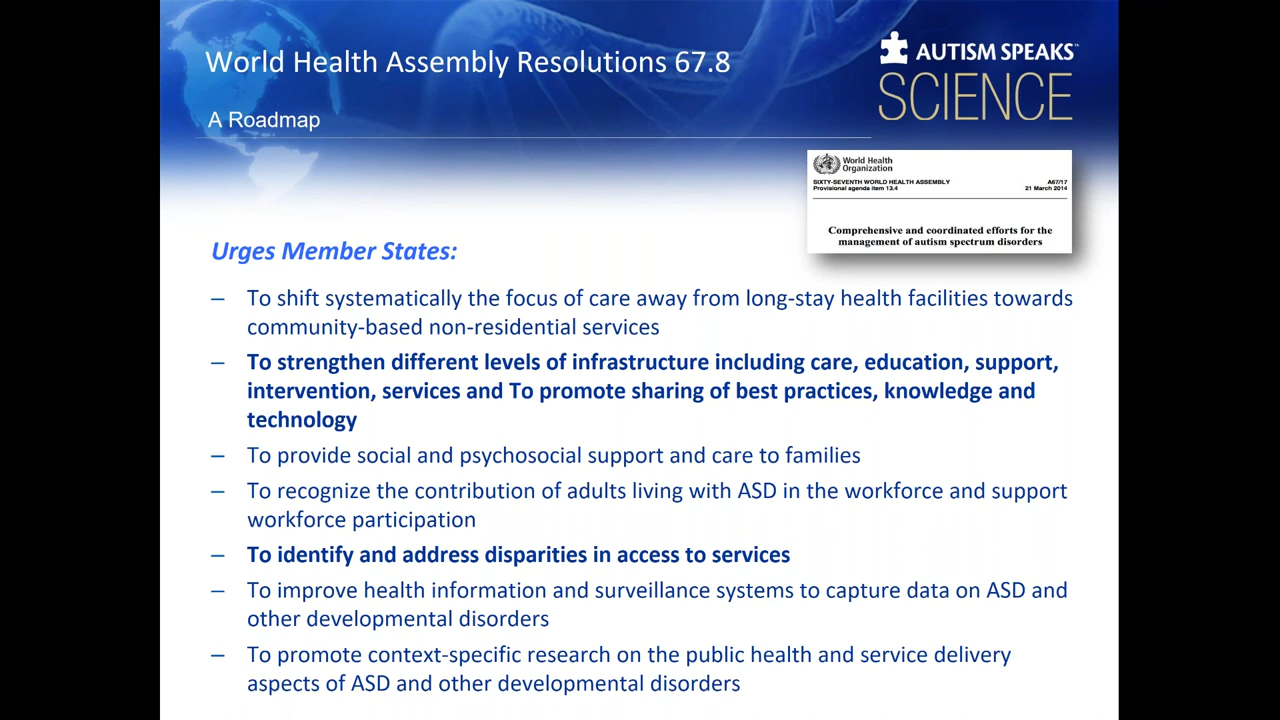 World Health Assembly Resolutions 67.8
A Roadmap
AUTISM SPEAKS™
SCIENCE
World Health
Organization
SIXTY-SEVENTH WORLD HEALTH ASSEMBLY A67/17
Provisional agenda item 13.4 21 March 2014
Comprehensive and coordinated efforts for the
management of autism spectrum disorders
Urges Member States:
– To shift systematically the focus of care away from long-stay health facilities towards
community-based non-residential services
– To strengthen different levels of infrastructure including care, education, support,
intervention, services and To promote sharing of best practices, knowledge and
technology
– To provide social and psychosocial support and care to families
– To recognize the contribution of adults living with ASD in the workforce and support
workforce participation
– To identify and address disparities in access to services
– To improve health information and surveillance systems to capture data on ASD and
other developmental disorders
– To promote context-specific research on the public health and service delivery
aspects of ASD and other developmental disorders